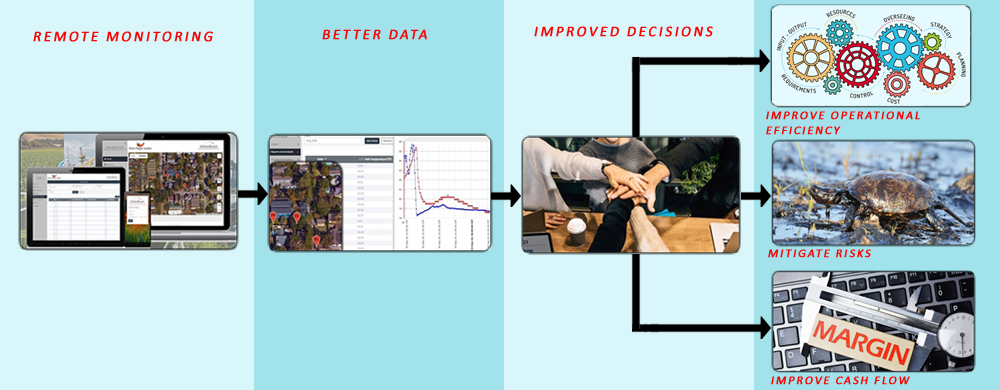 REMOTE MONITORING
BETTER DATA
IMPROVED DECISIONS
INPUT - OUTPUT
RESOURCES
OVERSEEING
STRATEGY
PLANNING
REQUIREMENTS
CONTROL
COST
IMPROVE OPERATIONAL
EFFICIENCY
MITIGATE RISKS
MARGIN
IMPROVE CASH FLOW